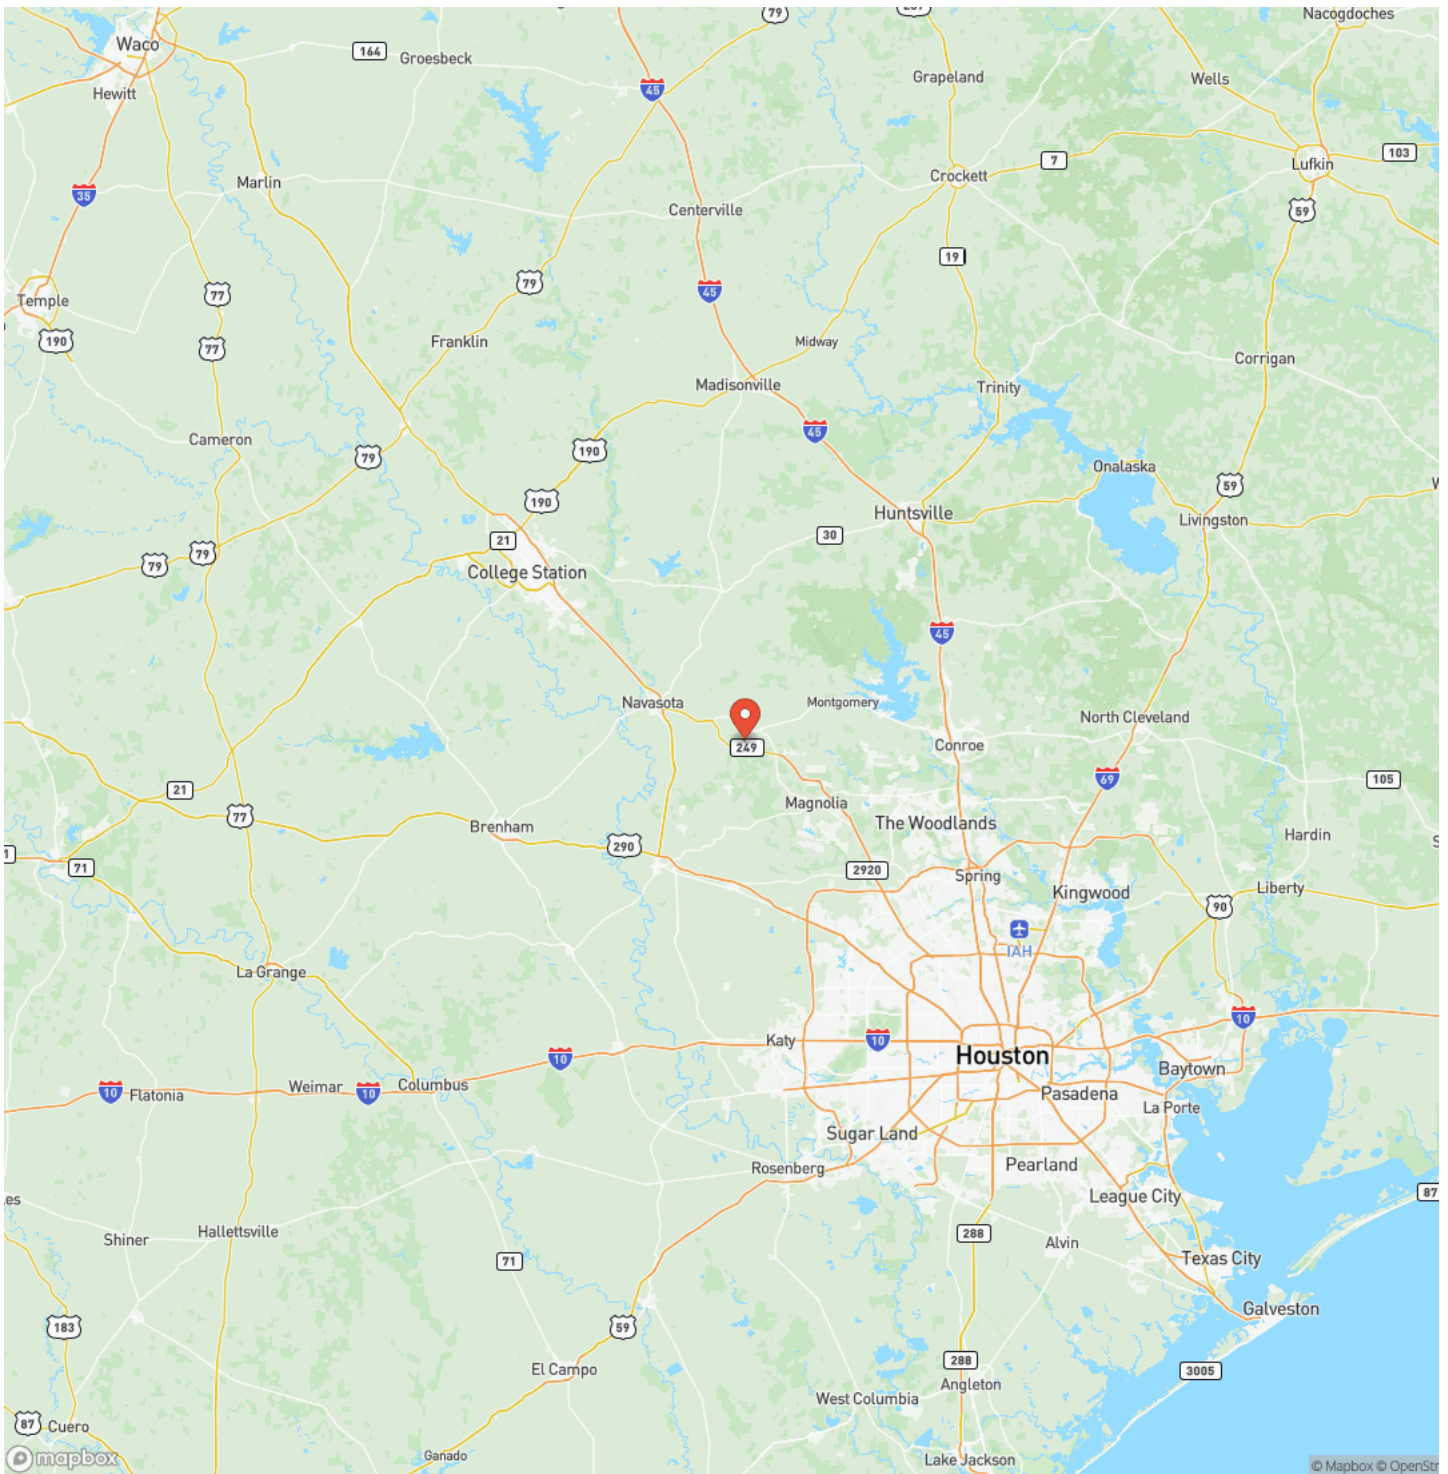 79
Nacogdoches
Waco
164
Groesbeck
Grapeland
Wells
Hewitt
45
7
103
Lufkin
Crockett
Marlin
35
Centerville
59
19
79
45
77
Temple
190
77
Franklin
Midway
Corrigan
Madisonville
Trinity
45
Cameron
190
79
Onalaska
59
190
Huntsville
Livingston
21
30
79
79
College Station
45
Navasota
Montgomery
North Cleveland
249
Conroe
69
105
21
Magnolia
77
Brenham
The Woodlands
Hardin
290
71
2920
Spring
Kingwood
Liberty
90
IAH
La Grange
10
Katy
10
Houston
10
Baytown
Weimar
Columbus
10
Flatonia
10
Pasadena
La Porte
Sugar Land
Rosenberg
Pearland
League City
87
Hallettsville
Shiner
288
Alvin
71
Texas City
Galveston
183
59
288
3005
El Campo
Angleton
West Columbia
87
Cuero
Ganado
Lake Jackson
mapbox
© Mapbox © OpenStr